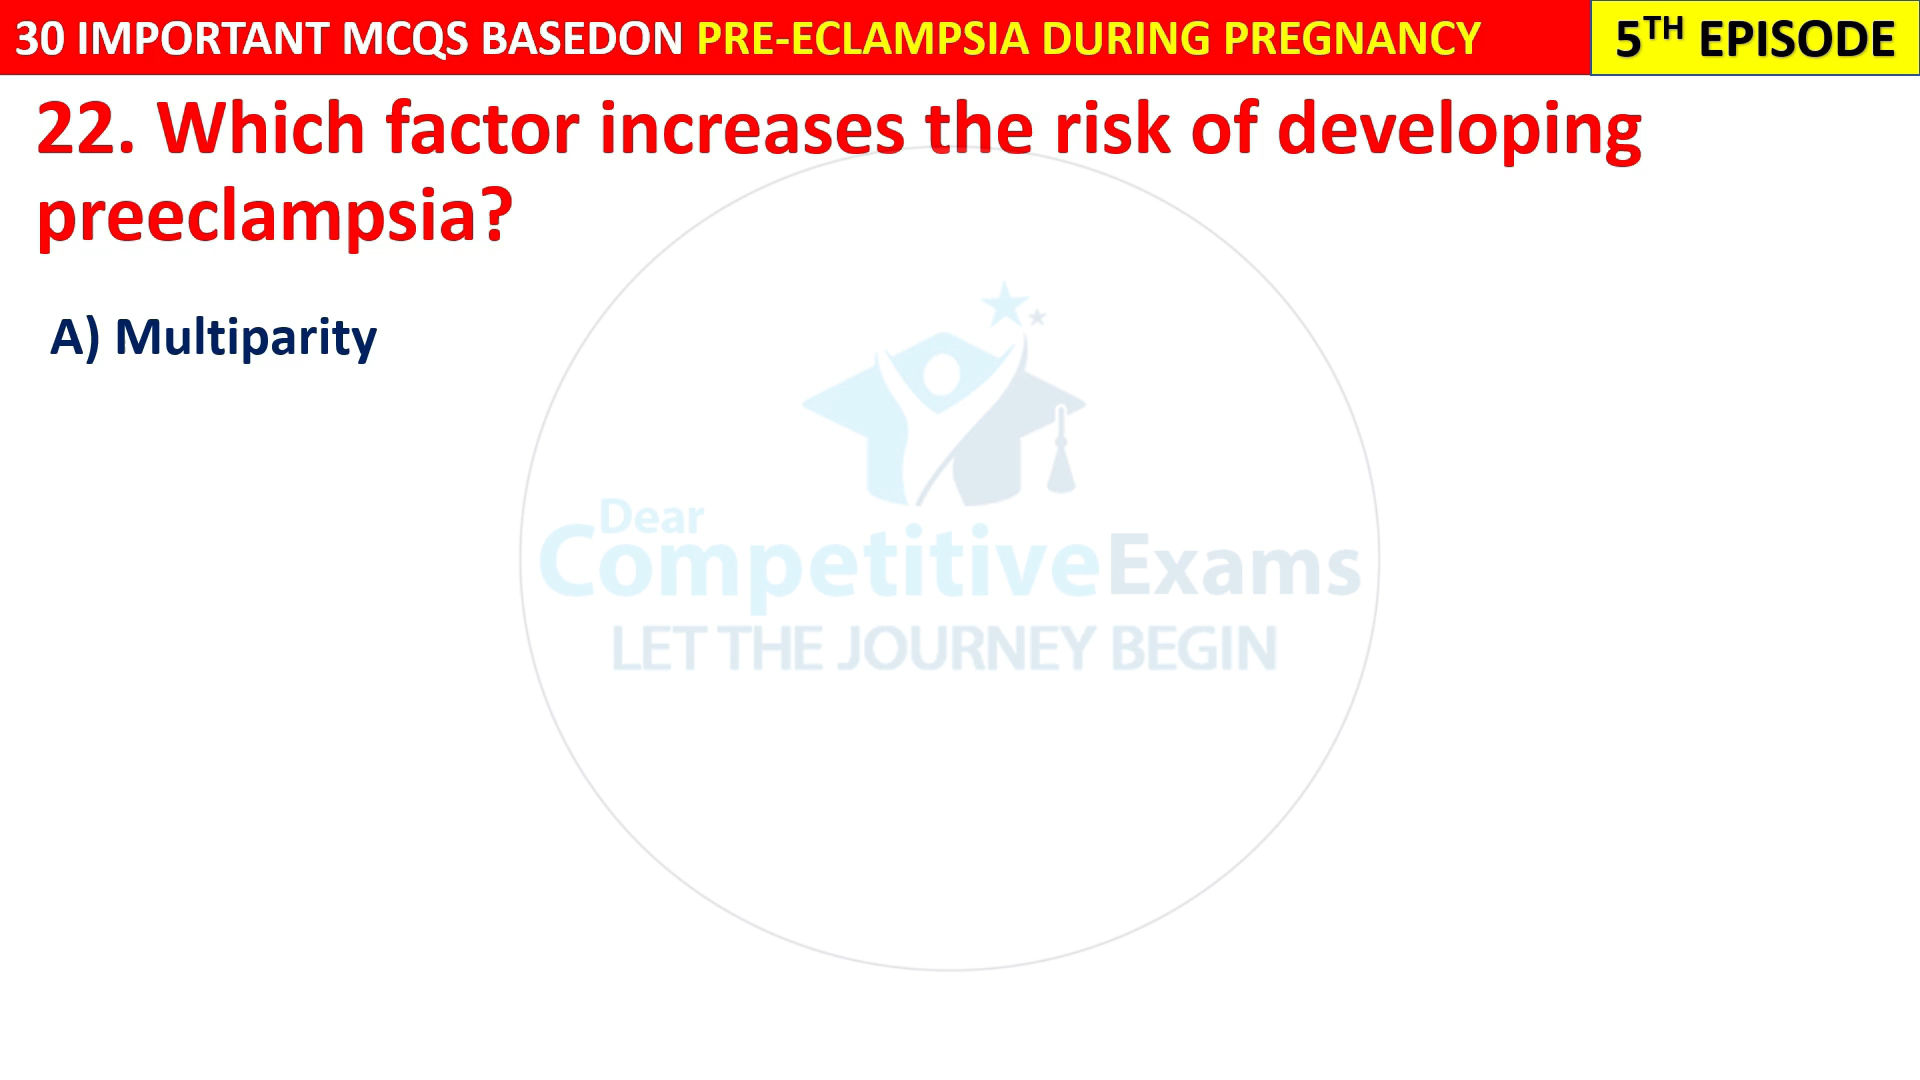 30 IMPORTANT MCQS BASEDON PRE-ECLAMPSIA DURING PREGNANCY
5TH EPISODE
22. Which factor increases the risk of developing
preeclampsia?
A) Multiparity
Dear
CompetitiveExams
LET THE JOURNEY BEGIN